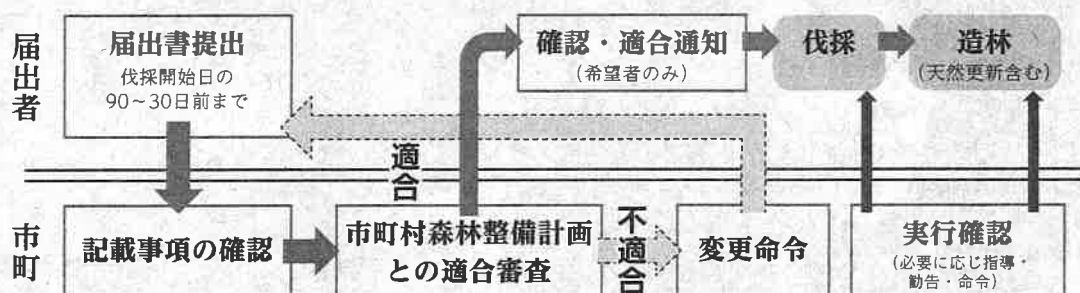 届出者
届出書提出
伐採開始日の
90~30日前まで
確認・適合通知
(希望者のみ)
伐採
造林
(天然更新含む)
適合
市町
記載事項の確認
市町村森林整備計画
との適合審査
不適合
変更命令
実行確認
(必要に応じ指導・
勧告・命令)